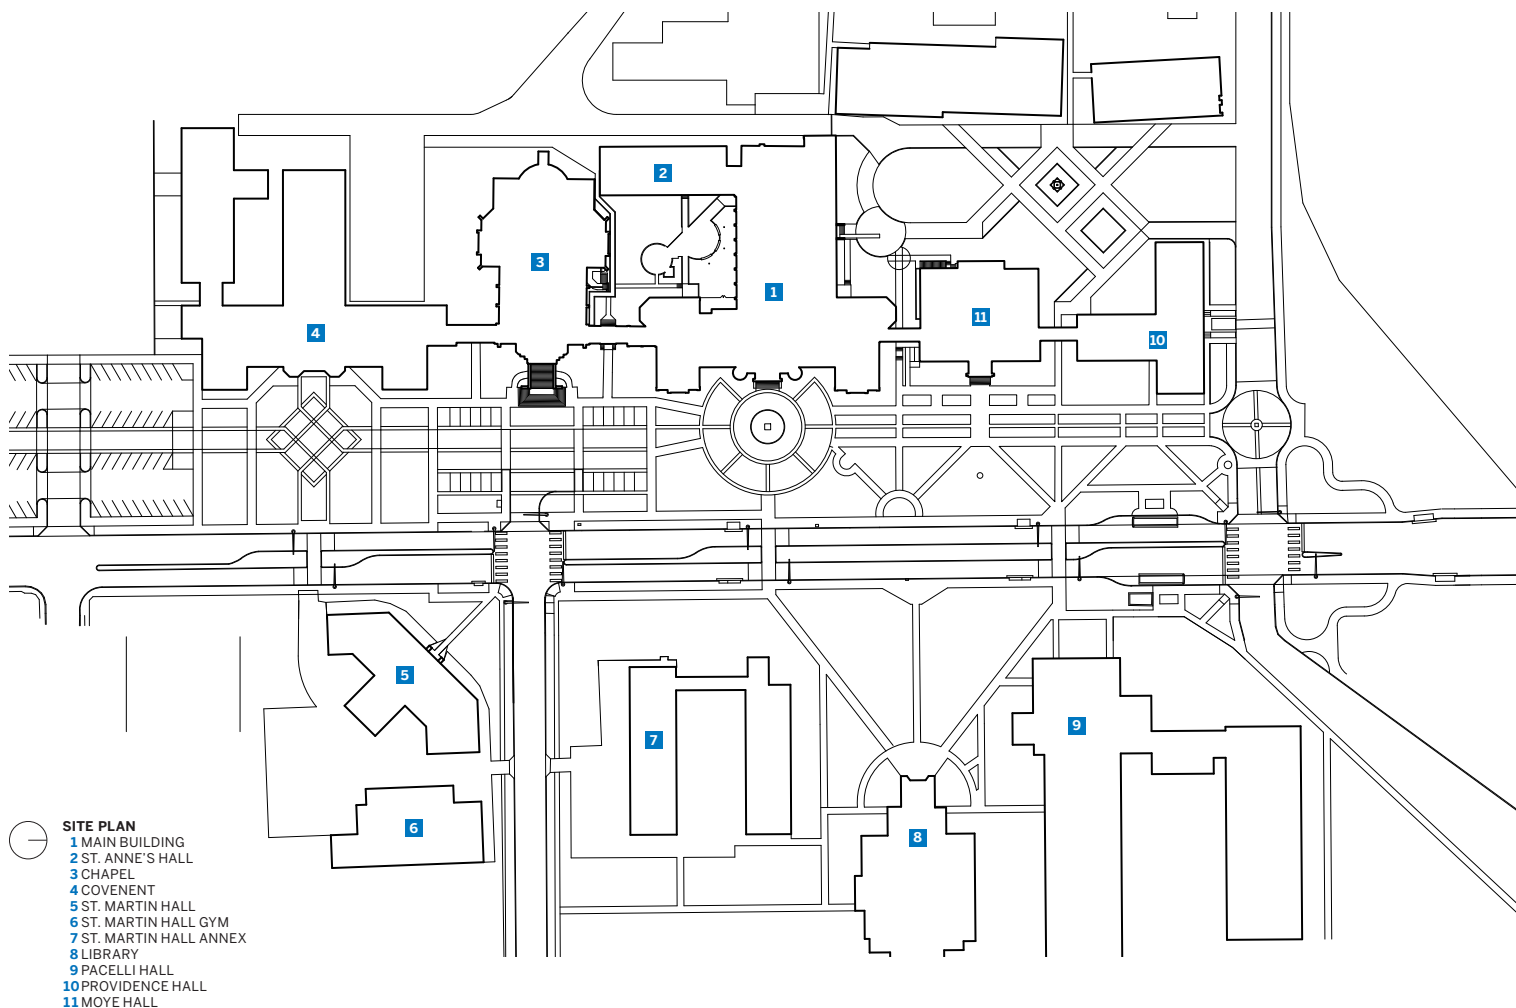 2
3
1
11
4
10
5
9
7
6
8
SITE PLAN
1 MAIN BUILDING
2 ST. ANNE'S HALL
3 CHAPEL
4 COVENENT
5 ST. MARTIN HALL
6 ST. MARTIN HALL GYM
7 ST. MARTIN HALL ANNEX
8 LIBRARY
9 PACELLI HALL
10 PROVIDENCE HALL
11 MOYE HALL